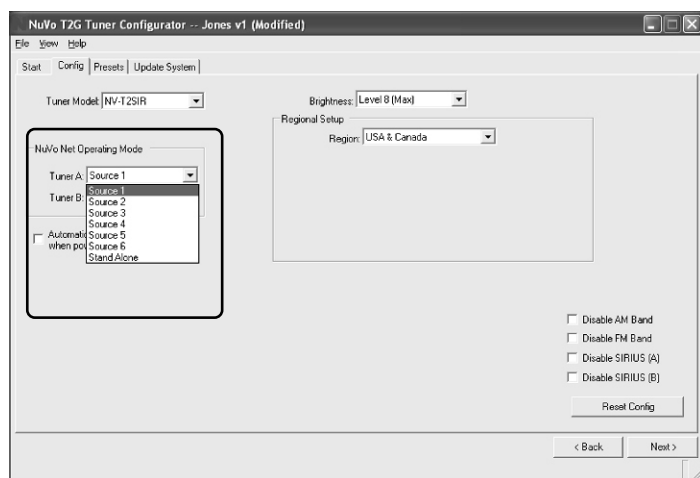 NuVo T2G Tuner Configurator -- Jones v1 (Modified)
File View Help
Start Config Presets Update System
Tuner Model: NV-T2SIR
Brightness: Level 8 (Max)
Regional Setup
Region: USA & Canada
NuVo Net Operating Mode
Tuner A: Source 1
Tuner B:
Source 1
Source 2
Source 3
Source 4
Source 5
Source 6
Stand Alone
when
Disable AM Band
Disable FM Band
Disable SIRIUS (A)
Disable SIRIUS (B)
Reset Config
< Back Next >